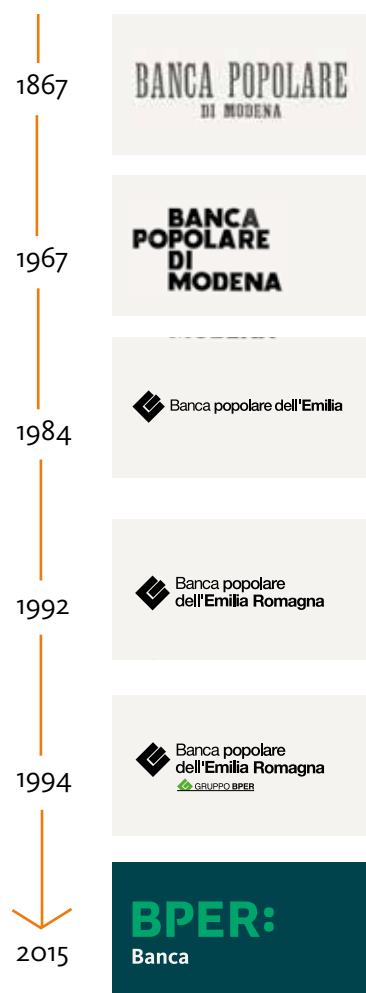 1867
BANCA POPOLARE
DI MODENA
1967
BANCA
POPOLARE
DI
MODENA
1984
Banca popolare dell'Emilia
1992
Banca popolare
dell'Emilia Romagna
1994
Banca popolare
dell'Emilia Romagna
GRUPPO BPER
2015
BPER:
Banca